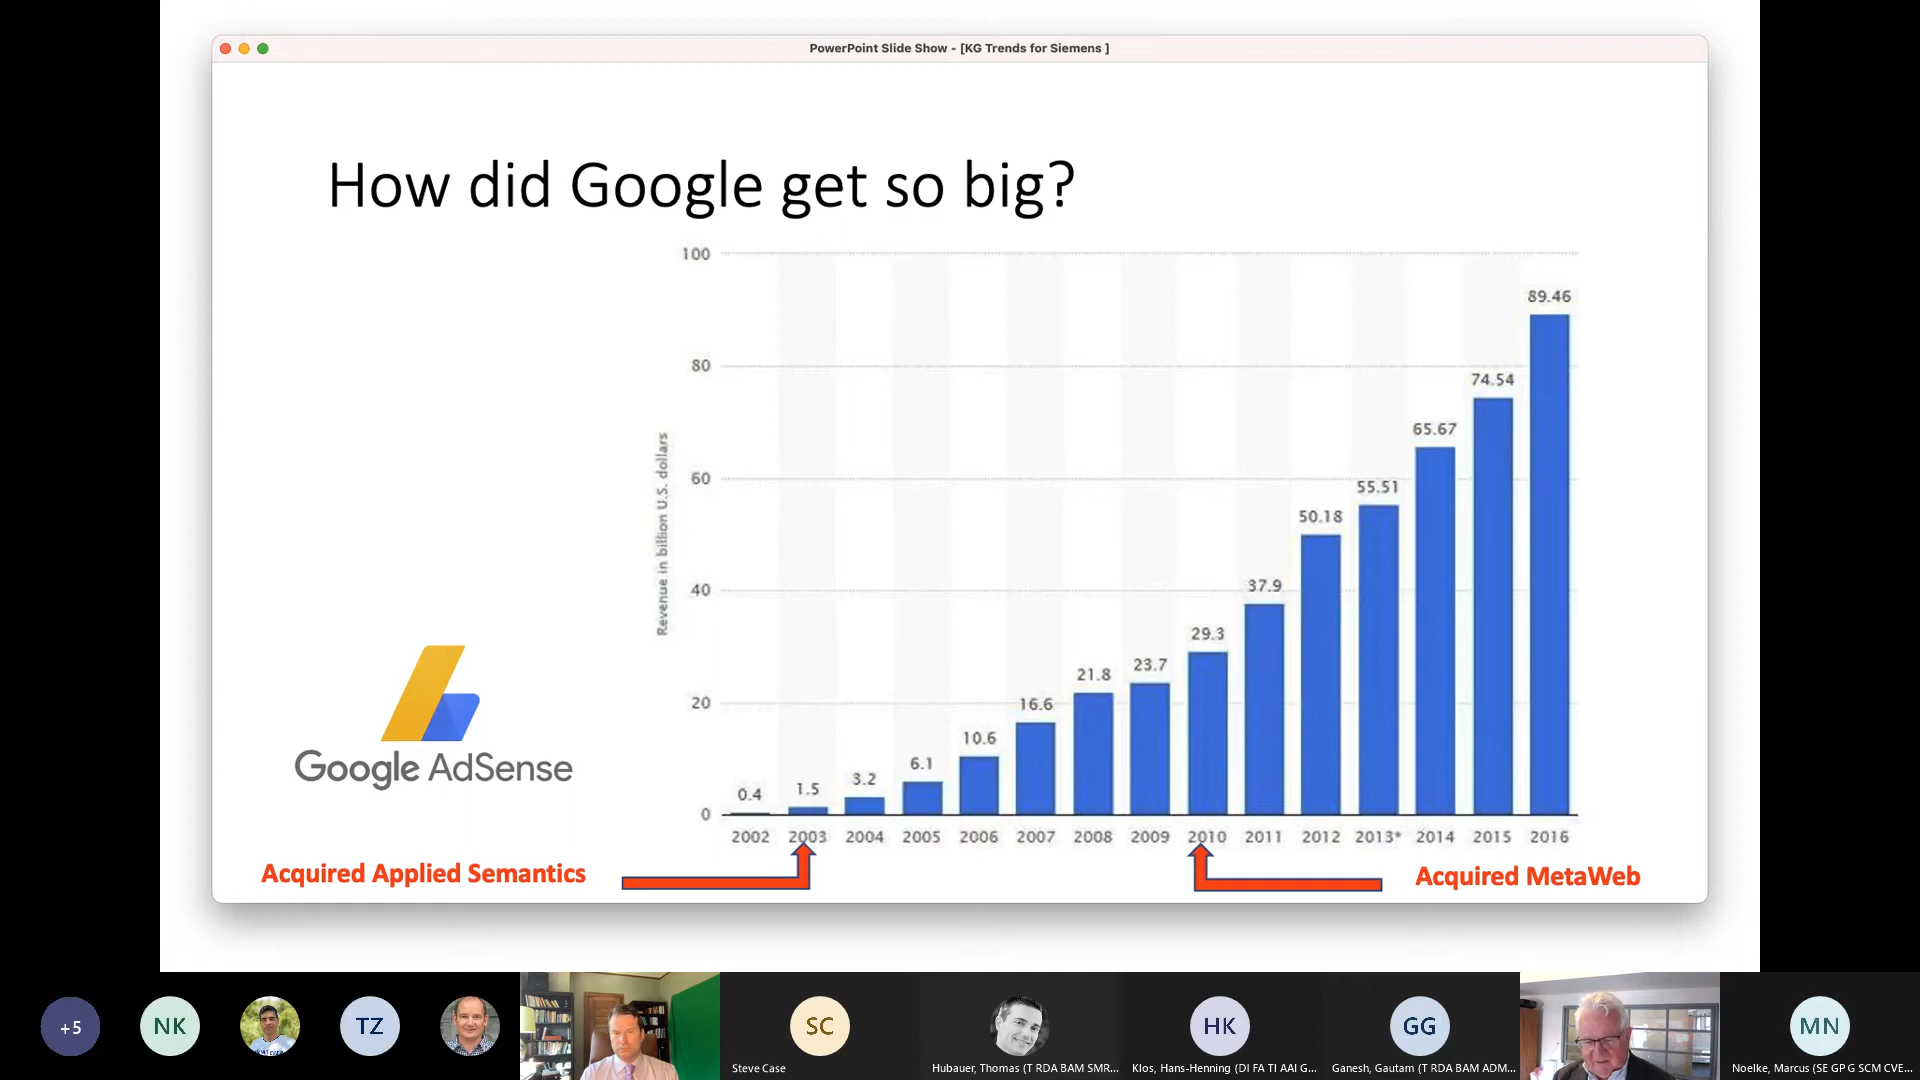 PowerPoint Slide Show - [KG Trends for Siemens ]
How did Google get so big?
Revenue in billion U.S. dollars
100
80
60
40
20
0
0.4
1.5
3.2
6.1
10.6
16.6
21.8
23.7
29.3
37.9
50.18
55.51
65.67
74.54
89.46
2002 2003 2004 2005 2006 2007 2008 2009 2010 2011 2012 2013* 2014 2015 2016
Google AdSense
Acquired Applied Semantics
Acquired MetaWeb
+5
NK
TZ
SC
HK
GG
MN
Steve Case
Hubauer, Thomas (T RDA BAM SMR...
Klos, Hans-Henning (DI FA TI AAI G...
Ganesh, Gautam (T RDA BAM ADM...
Noelke, Marcus (SE GP G SCM CVE...